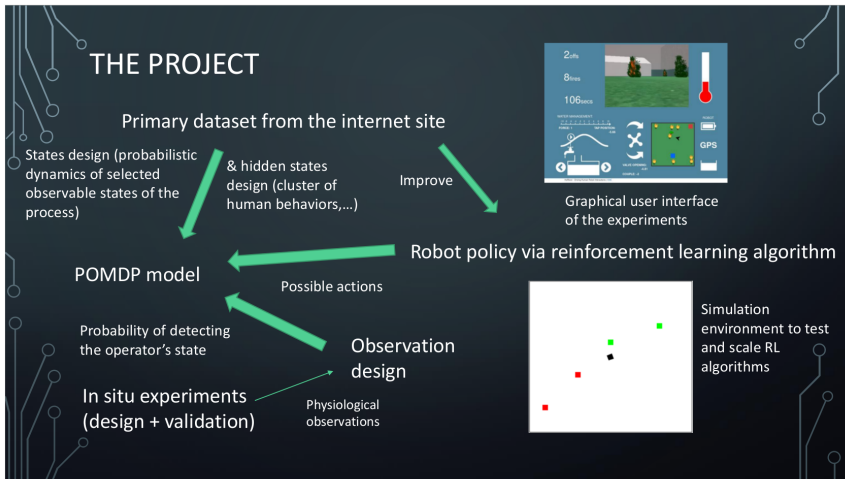 THE PROJECT
Primary dataset from the internet site
States design (probabilistic
dynamics of selected
observable states of the
process)
& hidden states
design (cluster of
human behaviors,...)
Improve
2offs
8fires
106secs
GPS
Graphical user interface
of the experiments
Robot policy via reinforcement learning algorithm
POMDP model
Possible actions
Simulation
environment to test
and scale RL
algorithms
Probability of detecting
the operator's state
Observation
design
In situ experiments
(design + validation)
Physiological
observations